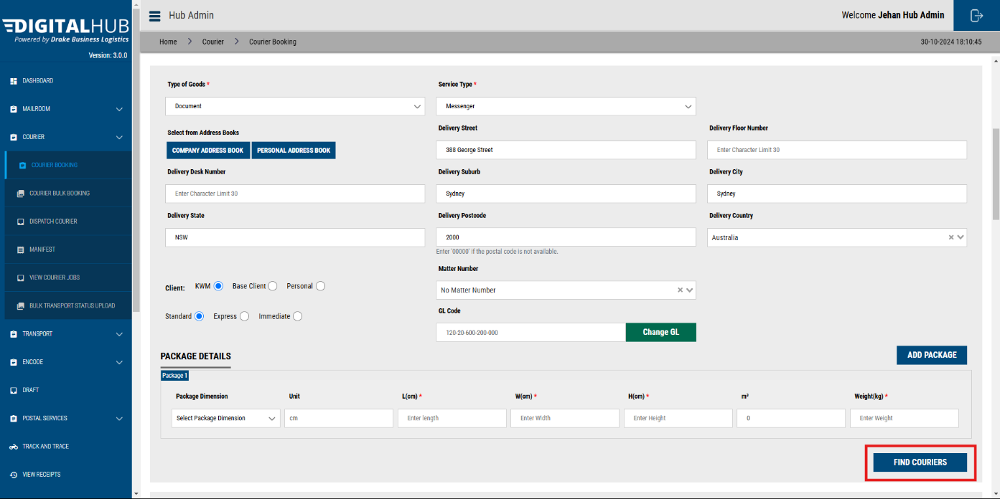 DIGITALHUB
Powered by Drake Business Logistics
Version: 3.0.0
DASHBOARD
MAILROOM
COURIER
COURIER BOOKING
COURIER BULK BOOKING
DISPATCH COURIER
MANIFEST
VIEW COURIER JOBS
BULK TRANSPORT STATUS UPLOAD
TRANSPORT
ENCODE
DRAFT
POSTAL SERVICES
TRACK AND TRACE
VIEW RECEIPTS
Hub Admin
Welcome Jehan Hub Admin
Home > Courier > Courier Booking
30-10-2024 18:10:45
Type of Goods * Service Type *
Document Messenger
Select from Address Books Delivery Street Delivery Floor Number
COMPANY ADDRESS BOOK PERSONAL ADDRESS BOOK 388 George Street Enter Character Limit 30
Delivery Desk Number Delivery Suburb Delivery City
Enter Character Limit 30 Sydney Sydney
Delivery State Delivery Postcode Delivery Country
NSW 2000 Australia
Enter '00000' if the postal code is not available.
Matter Number
Client: KWM Base Client Personal No Matter Number
GL Code
Standard Express Immediate
120-20-600-200-000 Change GL
PACKAGE DETAILS ADD PACKAGE
Package 1
Package Dimension Unit L(cm) * W(cm) * H(cm) * m³ Weight(kg) *
Select Package Dimension cm Enter length Enter Width Enter Height 0 Enter Weight
FIND COURIERS